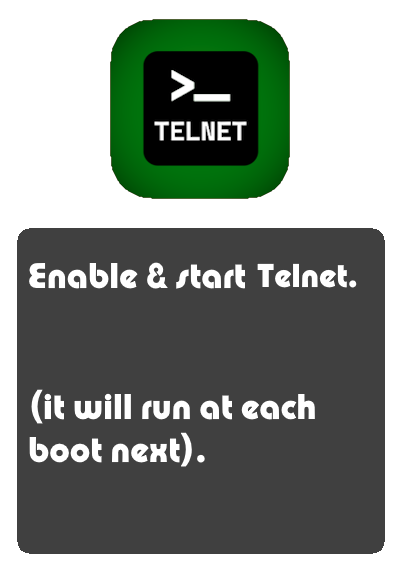 >_
TELNET
Enable & start Telnet.
(it will run at each
boot next).